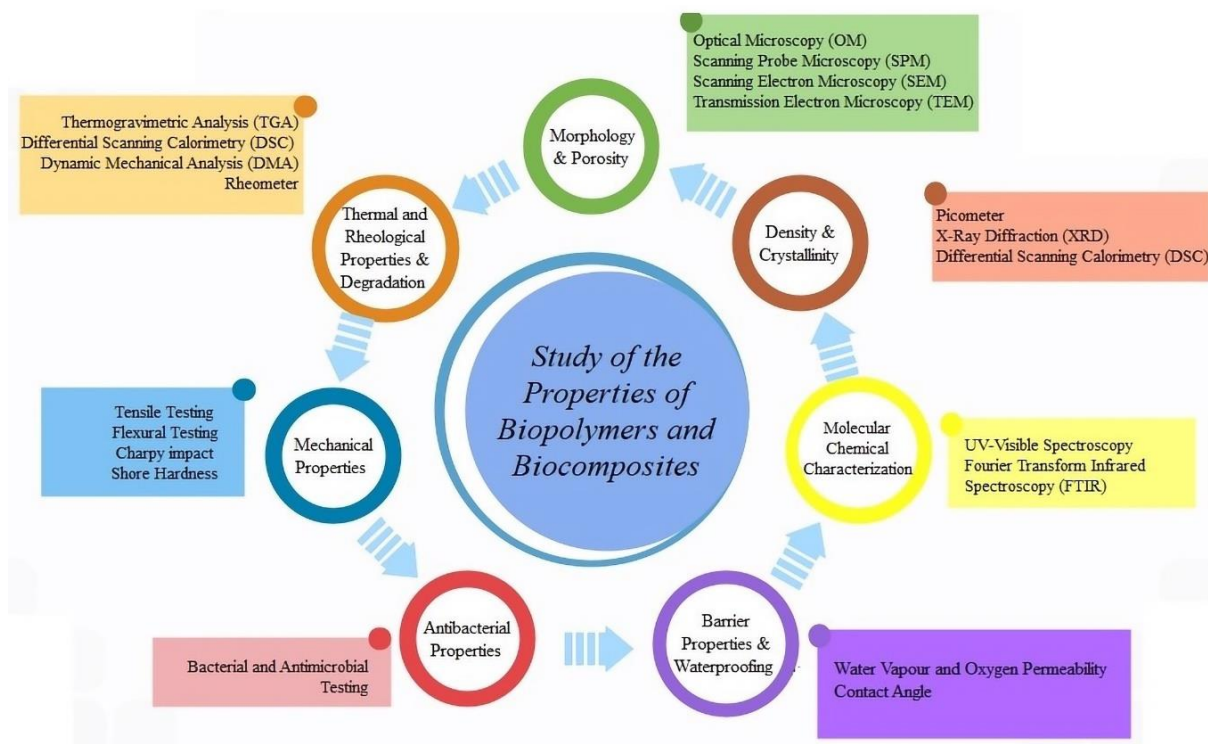 Optical Microscopy (OM)
Scanning Probe Microscopy (SPM)
Scanning Electron Microscopy (SEM)
Transmission Electron Microscopy (TEM)
Morphology
& Porosity
Thermogravimetric Analysis (TGA)
Differential Scanning Calorimetry (DSC)
Dynamic Mechanical Analysis (DMA)
Rheometer
Thermal and
Rheological
Properties &
Degradation
Density &
Crystallinity
Picometer
X-Ray Diffraction (XRD)
Differential Scanning Calorimetry (DSC)
Study of the
Properties of
Biopolymers and
Biocomposites
Tensile Testing
Flexural Testing
Charpy impact
Shore Hardness
Mechanical
Properties
Molecular
Chemical
Characterization
UV-Visible Spectroscopy
Fourier Transform Infrared
Spectroscopy (FTIR)
Bacterial and Antimicrobial
Testing
Antibacterial
Properties
Barrier
Properties &
Waterproofing
Water Vapour and Oxygen Permeability
Contact Angle